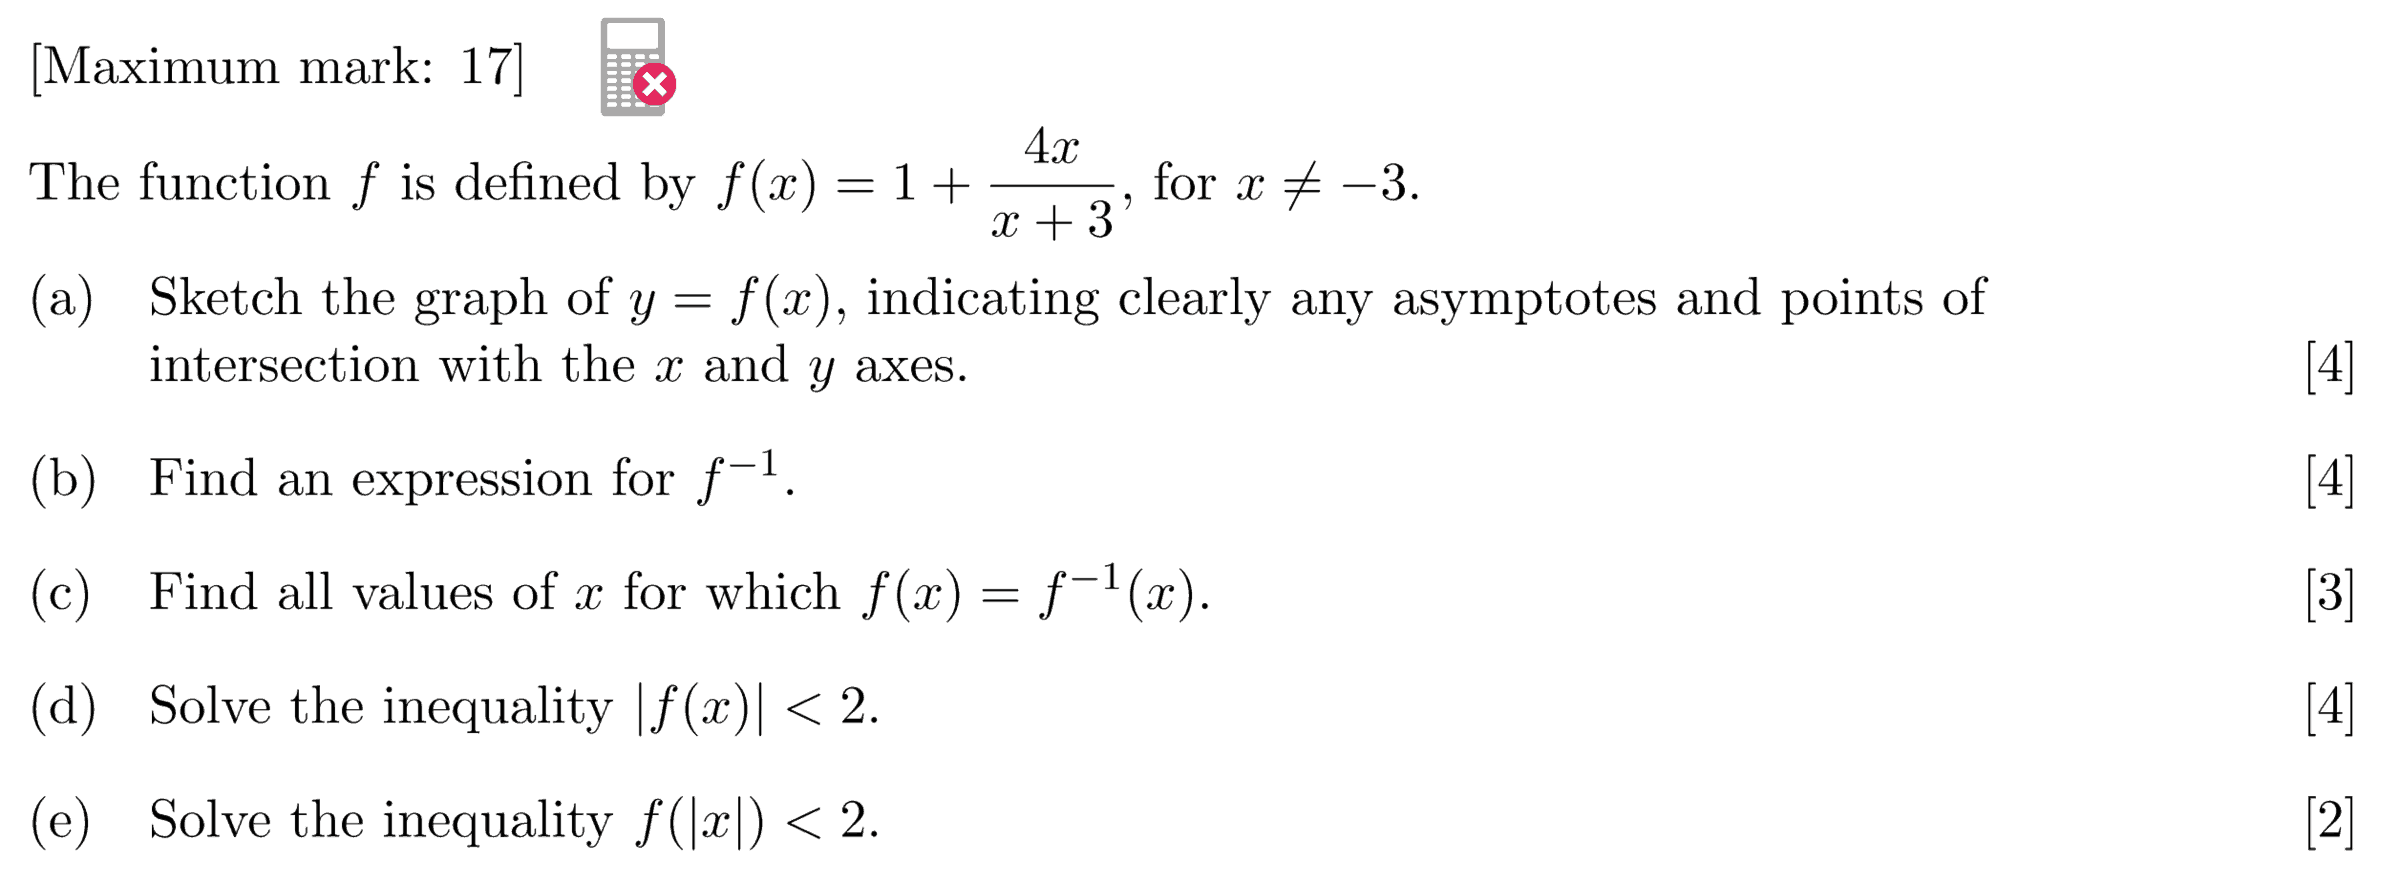 [Maximum mark: 17]
The function f is defined by f(x) = 1 + \frac{4x}{x + 3}, for x ≠ −3.
(a) Sketch the graph of y = f(x), indicating clearly any asymptotes and points of
intersection with the x and y axes. [4]
(b) Find an expression for f^{−1}. [4]
(c) Find all values of x for which f(x) = f^{−1}(x). [3]
(d) Solve the inequality |f(x)| < 2. [4]
(e) Solve the inequality f(|x|) < 2. [2]